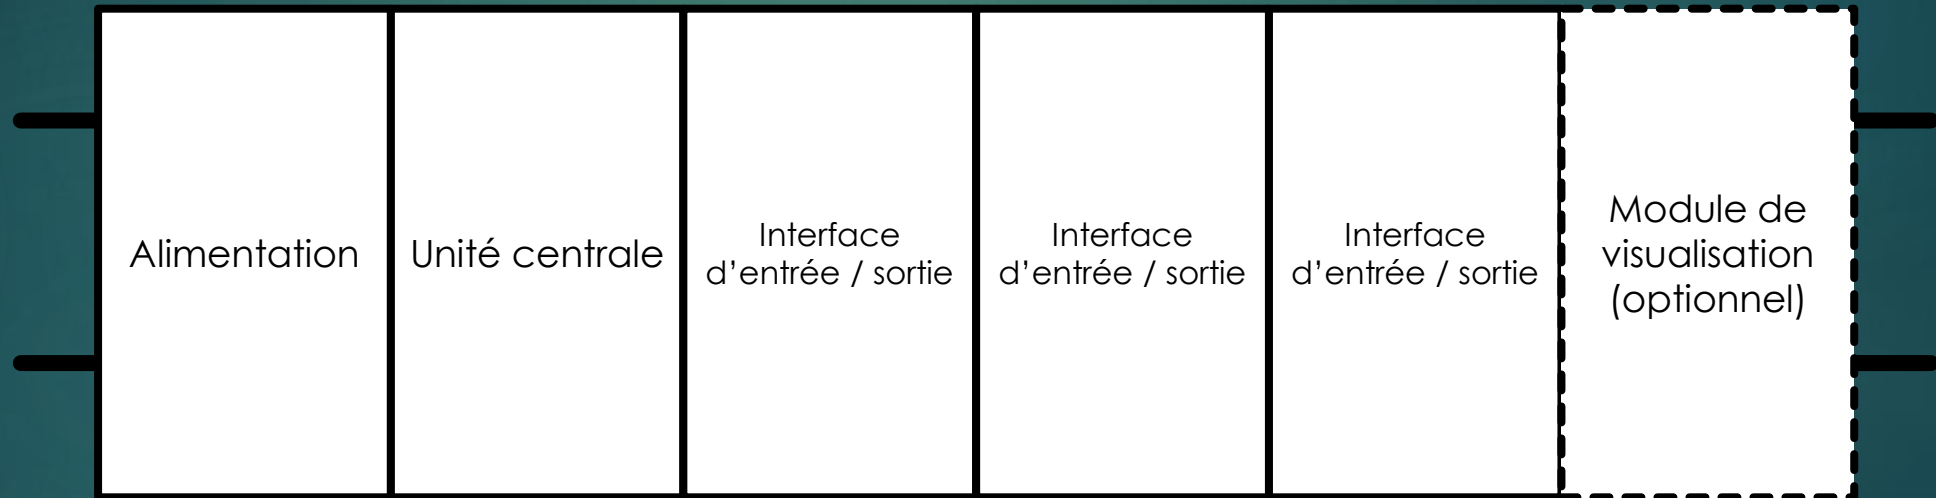 Alimentation
Unité centrale
Interface
d’entrée / sortie
Interface
d’entrée / sortie
Interface
d’entrée / sortie
Module de
visualisation
(optionnel)